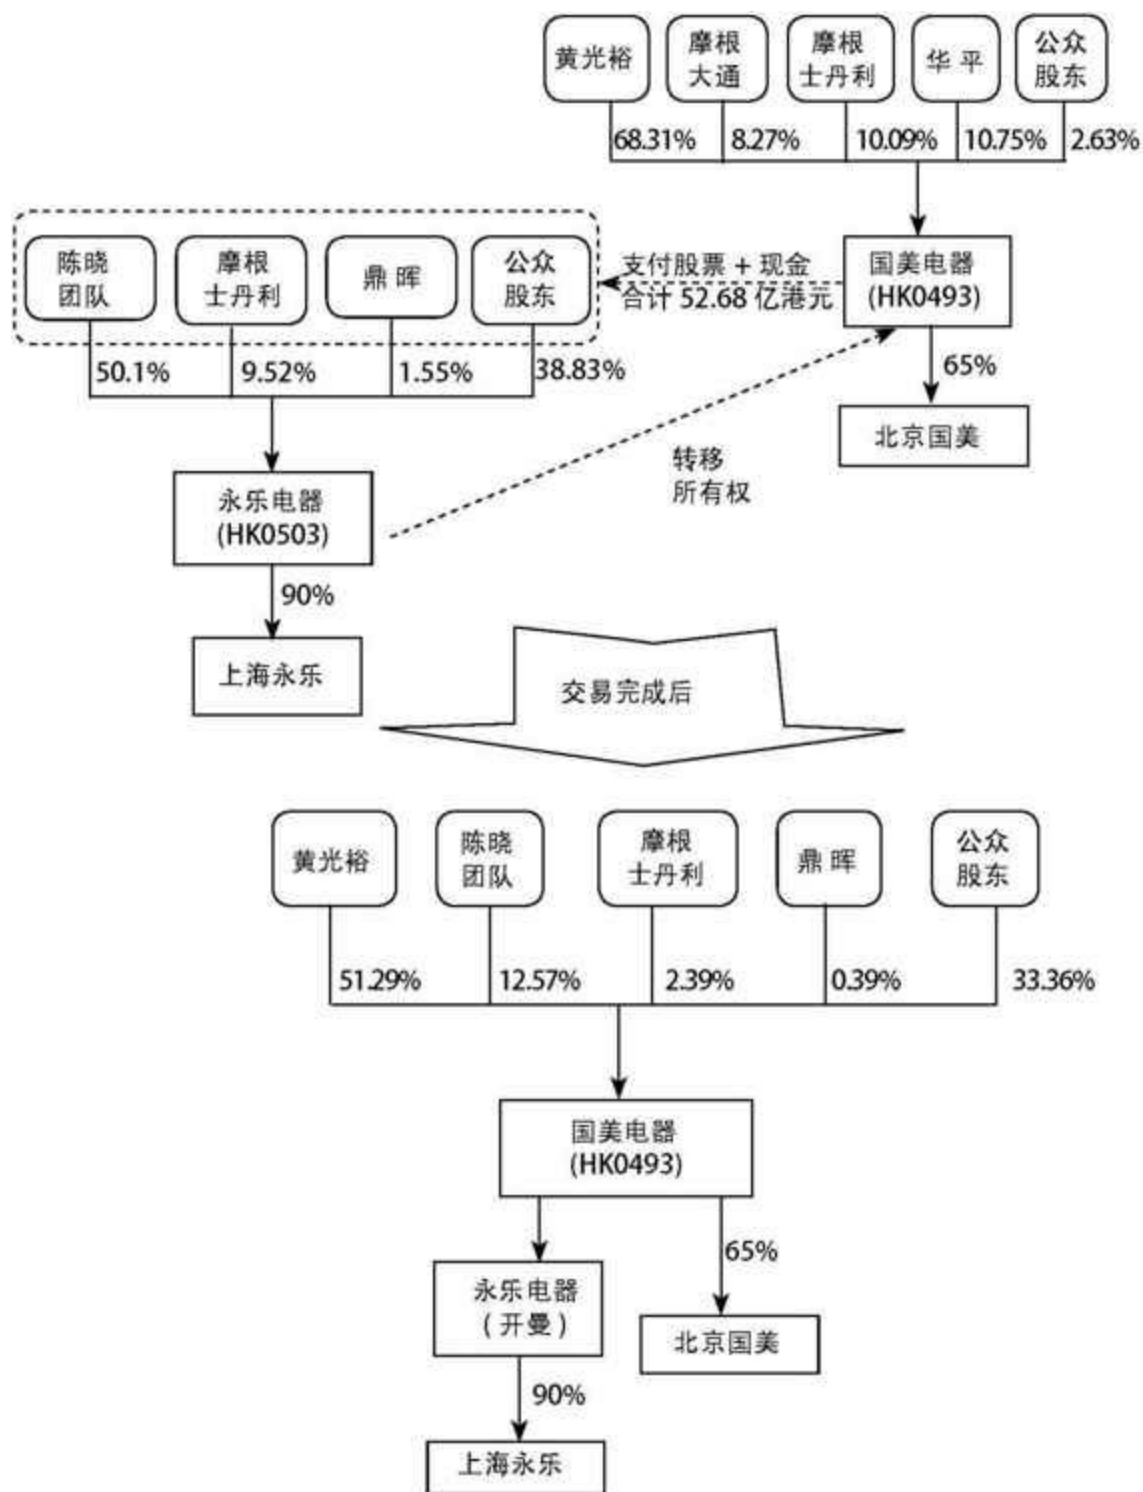 黄光裕
摩根
大通
摩根
士丹利
华平
公众
股东
68.31%
8.27%
10.09%
10.75%
2.63%
陈晓
团队
摩根
士丹利
鼎晖
公众
股东
支付股票 + 现金
合计 52.68 亿港元
国美电器
(HK0493)
50.1%
9.52%
1.55%
38.83%
65%
北京国美
转移
所有权
永乐电器
(HK0503)
90%
上海永乐
交易完成后
黄光裕
陈晓
团队
摩根
士丹利
鼎晖
公众
股东
51.29%
12.57%
2.39%
0.39%
33.36%
国美电器
(HK0493)
65%
永乐电器
(开曼)
北京国美
90%
上海永乐